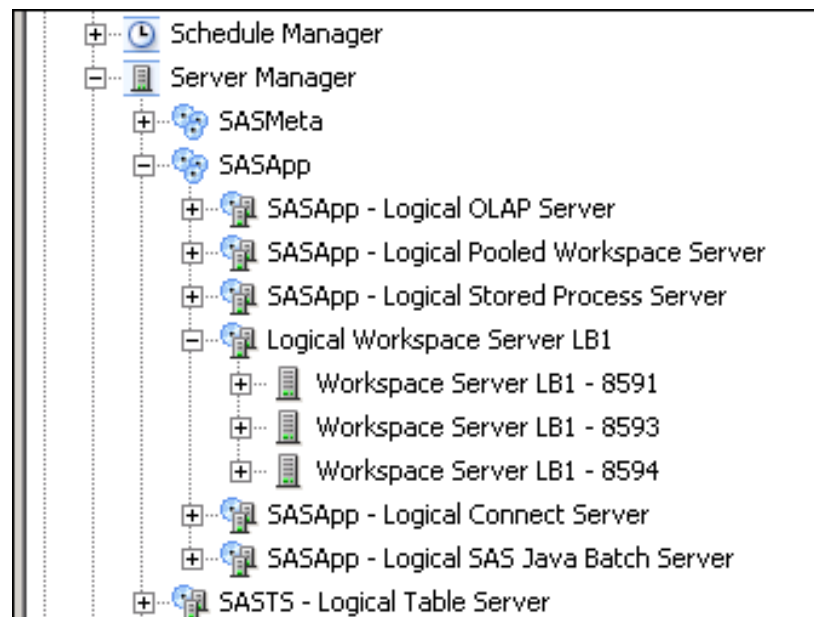 Schedule Manager
Server Manager
SASMeta
SASApp
SASApp - Logical OLAP Server
SASApp - Logical Pooled Workspace Server
SASApp - Logical Stored Process Server
Logical Workspace Server LB1
Workspace Server LB1 - 8591
Workspace Server LB1 - 8593
Workspace Server LB1 - 8594
SASApp - Logical Connect Server
SASApp - Logical SAS Java Batch Server
SASTS - Logical Table Server